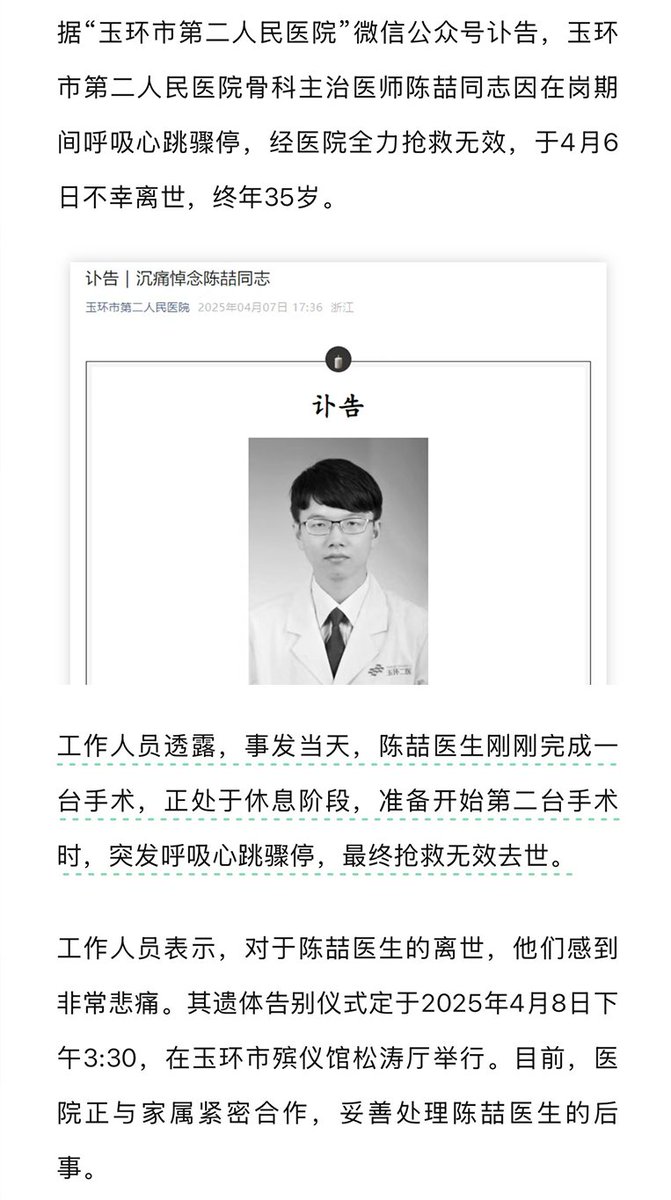 据“玉环市第二人民医院”微信公众号讣告，玉环
市第二人民医院骨科主治医师陈喆同志因在岗期
间呼吸心跳骤停，经医院全力抢救无效，于4月6
日不幸离世，终年35岁。
讣告｜沉痛悼念陈喆同志
玉环市第二人民医院 2025年04月07日 17:36 浙江
讣告
玉环二医
工作人员透露，事发当天，陈喆医生刚刚完成一
台手术，正处于休息阶段，准备开始第二台手术
时，突发呼吸心跳骤停，最终抢救无效去世。
工作人员表示，对于陈喆医生的离世，他们感到
非常悲痛。其遗体告别仪式定于2025年4月8日下
午3:30，在玉环市殡仪馆松涛厅举行。目前，医
院正与家属紧密合作，妥善处理陈喆医生的后
事。